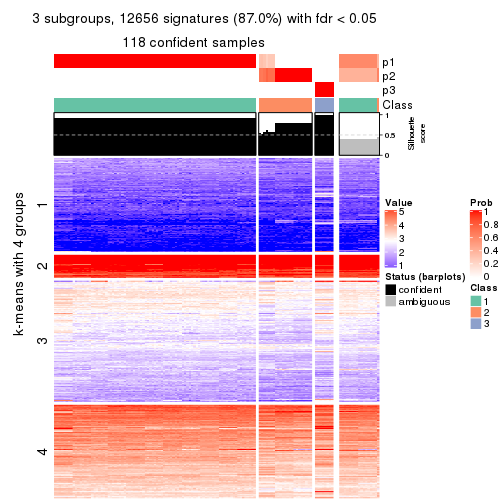 3 subgroups, 12656 signatures (87.0%) with fdr < 0.05
118 confident samples
p1
p2
p3
Class
1
0.5
0
Silhouette
score
k-means with 4 groups
1
2
3
4
Value
5
4
3
2
1
Status (barplots)
confident
ambiguous
Prob
1
0.8
0.6
0.4
0.2
0
Class
1
2
3